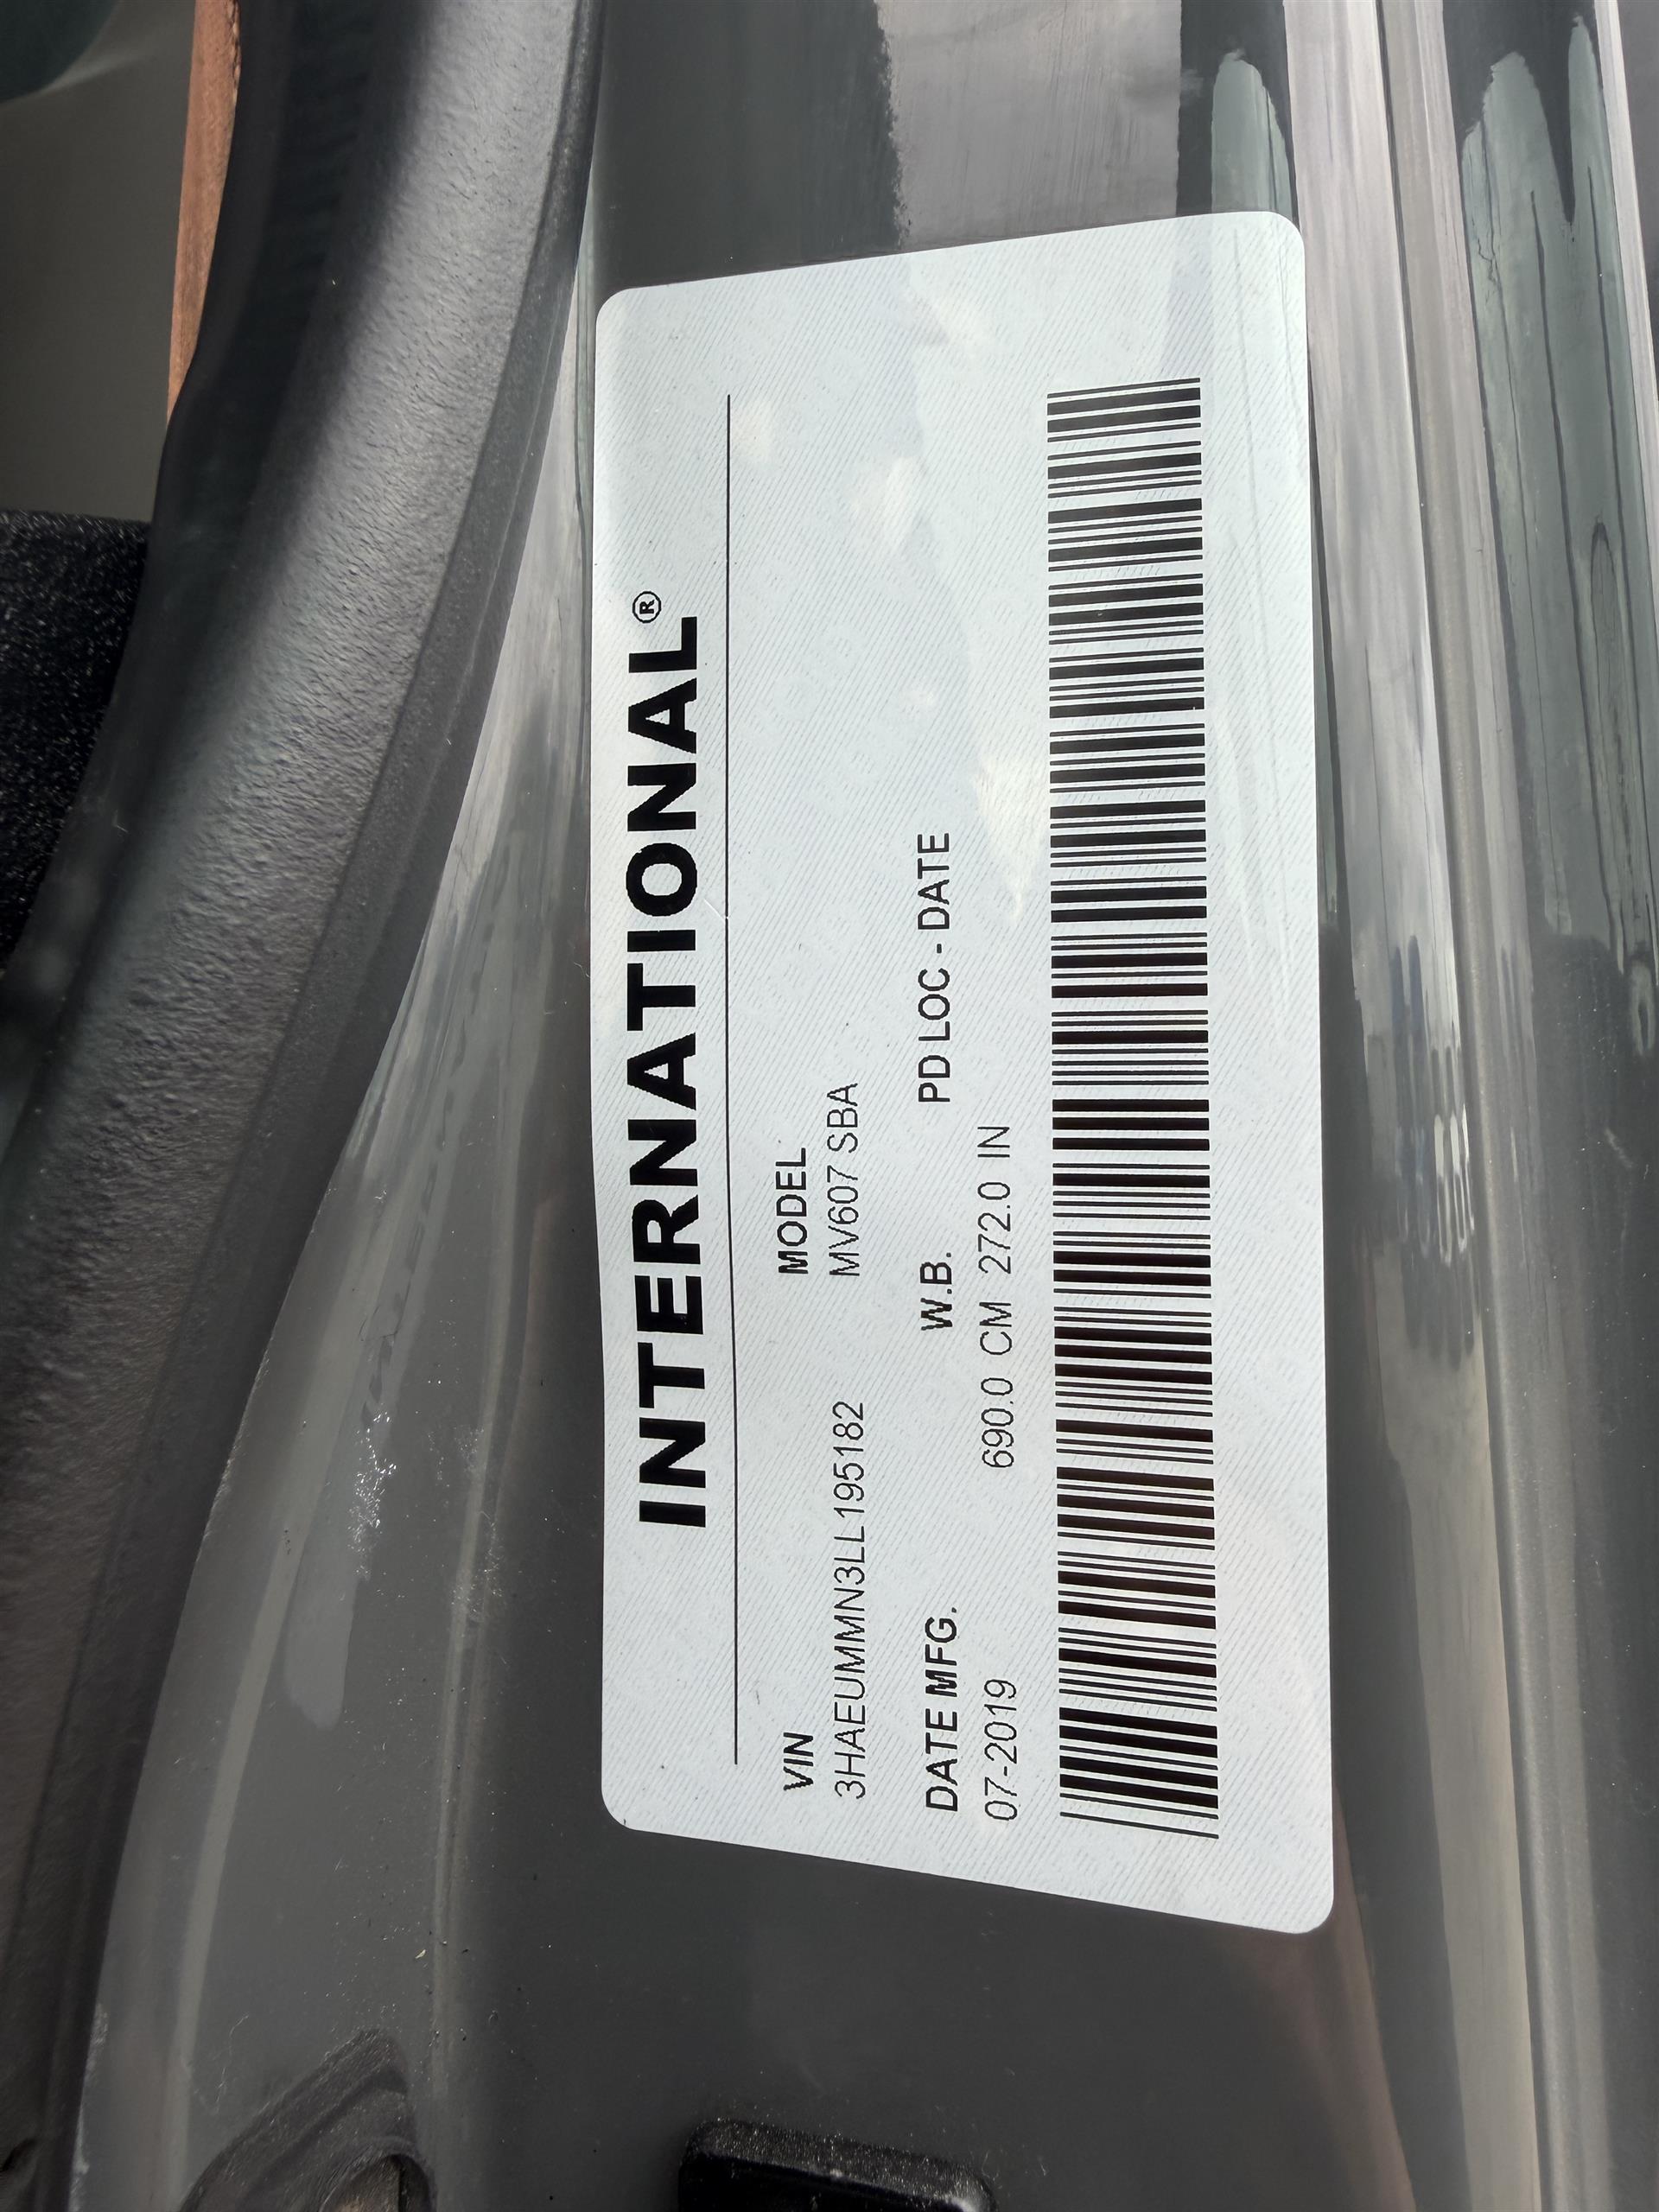 INTERNATIONAL®
VIN MODEL
3HAEUMMN3LL195182 MV607 SBA
DATE MFG. W.B. PD LOC - DATE
07-2019 690.0 CM 272.0 IN